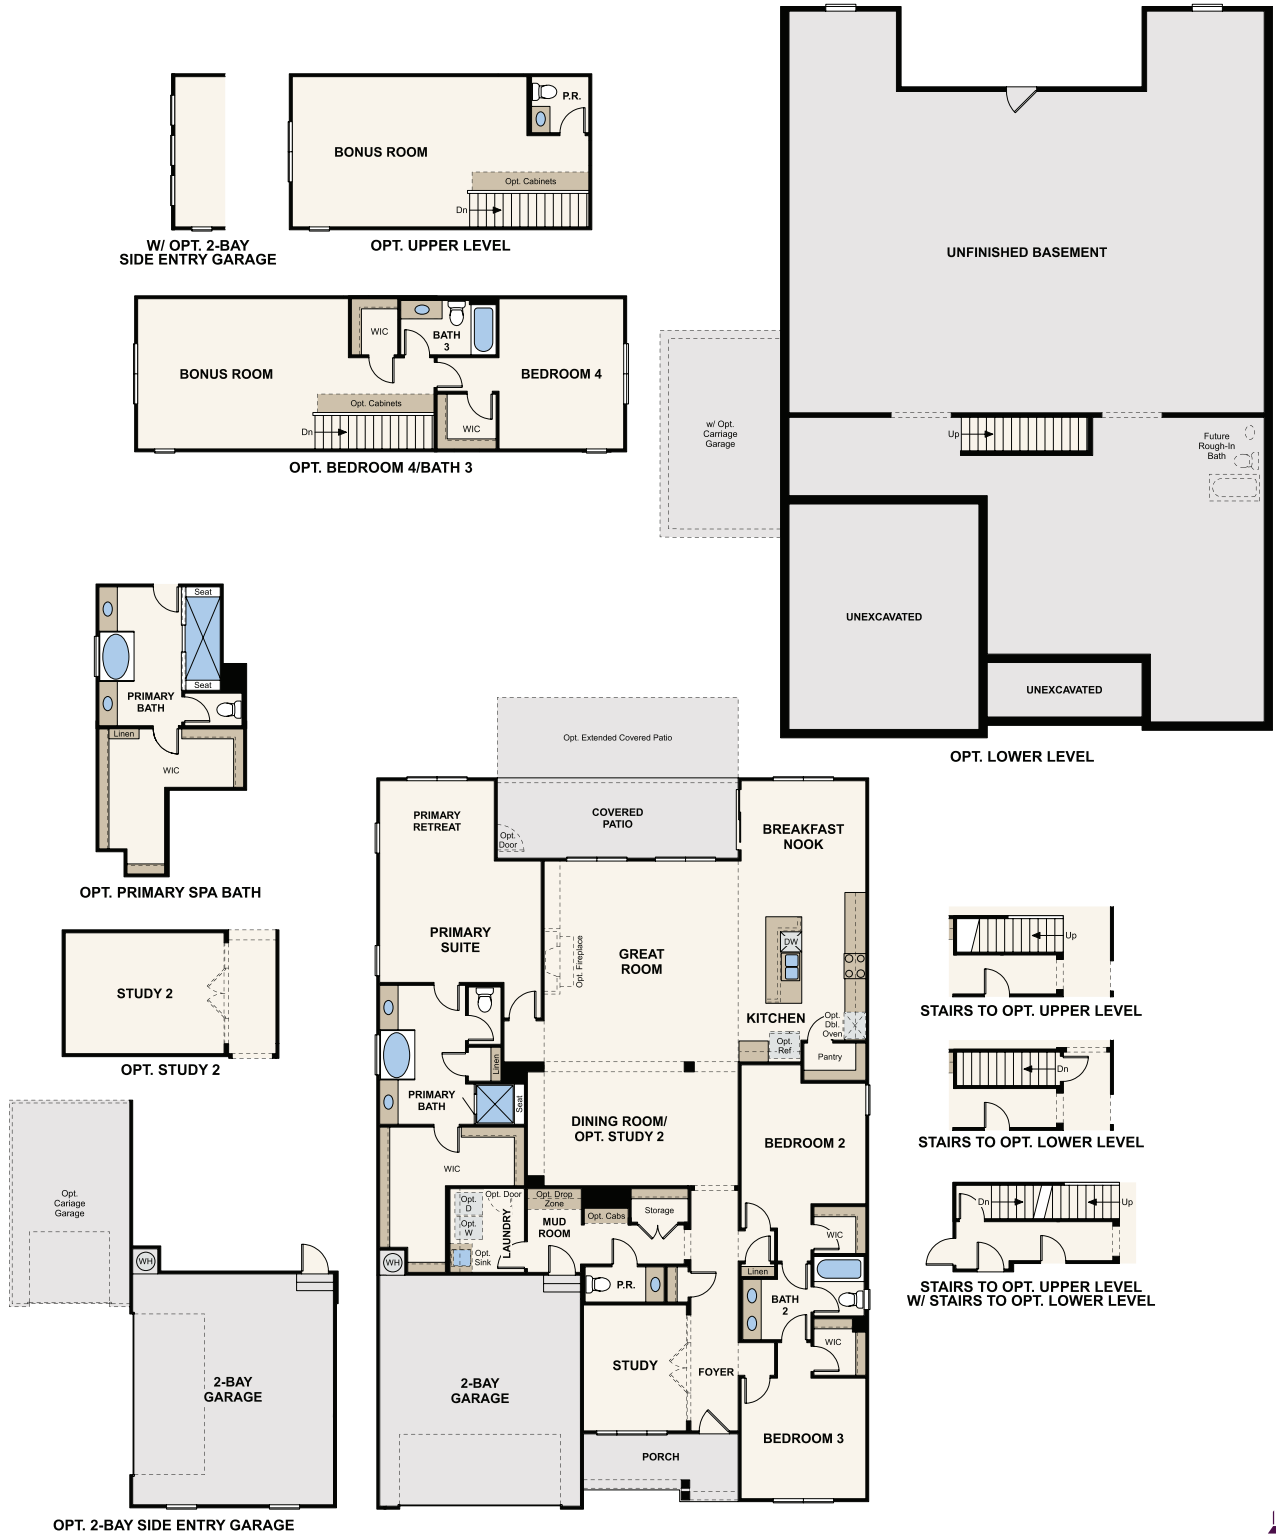 P.R.
BONUS ROOM
Opt. Cabinets
Dn
W/ OPT. 2-BAY
SIDE ENTRY GARAGE
OPT. UPPER LEVEL
WIC
BATH
3
BONUS ROOM
BEDROOM 4
Opt. Cabinets
Dn
WIC
OPT. BEDROOM 4/BATH 3
UNFINISHED BASEMENT
w/ Opt.
Carriage
Garage
Up
Future
Rough-In
Bath
UNEXCAVATED
UNEXCAVATED
OPT. LOWER LEVEL
Seat
Seat
PRIMARY
BATH
Linen
WIC
OPT. PRIMARY SPA BATH
STUDY 2
OPT. STUDY 2
Opt.
Cariage
Garage
WH
2-BAY
GARAGE
OPT. 2-BAY SIDE ENTRY GARAGE
Opt. Extended Covered Patio
PRIMARY
RETREAT
COVERED
PATIO
Opt.
Door
BREAKFAST
NOOK
PRIMARY
SUITE
Opt. Fireplace
GREAT
ROOM
DW
KITCHEN
Opt.
Dbl.
Oven
Opt.
Ref
Pantry
Linen
PRIMARY
BATH
Seat
DINING ROOM/
OPT. STUDY 2
BEDROOM 2
WIC
Opt.
D
Opt. Door
Opt.
W
Opt.
Sink
LAUNDRY
Opt. Drop
Zone
MUD
ROOM
Opt. Cabs
Storage
WIC
WH
P.R.
Linen
BATH
2
WIC
STUDY
FOYER
2-BAY
GARAGE
BEDROOM 3
PORCH
Up
STAIRS TO OPT. UPPER LEVEL
Dn
STAIRS TO OPT. LOWER LEVEL
Dn
Up
STAIRS TO OPT. UPPER LEVEL
W/ STAIRS TO OPT. LOWER LEVEL